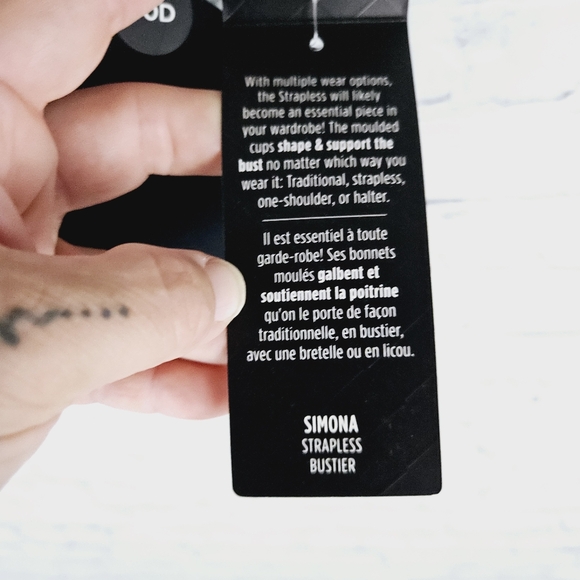 OD
With multiple wear options,
the Strapless will likely
become an essential piece in
your wardrobe! The moulded
cups shape & support the
bust no matter which way you
wear it: Traditional, strapless,
one-shoulder, or halter.
Il est essentiel à toute
garde-robe! Ses bonnets
moulés galbent et
soutiennent la poitrine
qu'on le porte de façon
traditionnelle, en bustier,
avec une bretelle ou en licou.
SIMONA
STRAPLESS
BUSTIER